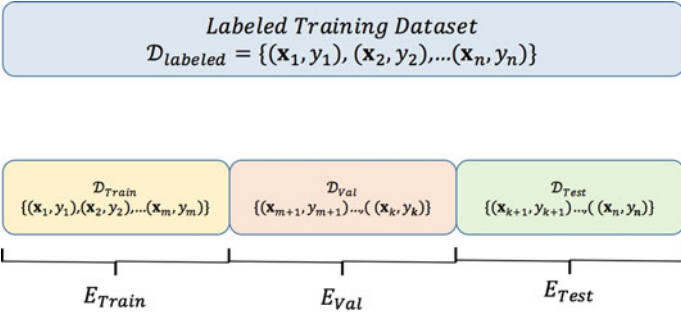 Labeled Training Dataset
𝒟_labeled = {(𝐱₁, y₁), (𝐱₂, y₂),...(𝐱ₙ, yₙ)}
𝒟_Train
{(𝐱₁, y₁),(𝐱₂, y₂),...(𝐱ₘ, yₘ)}
𝒟_Val
{(𝐱ₘ₊₁, yₘ₊₁)...,( (𝐱ₖ, yₖ)}
𝒟_Test
{(𝐱ₖ₊₁, yₖ₊₁)...,( (𝐱ₙ, yₙ)}
E_Train
E_Val
E_Test